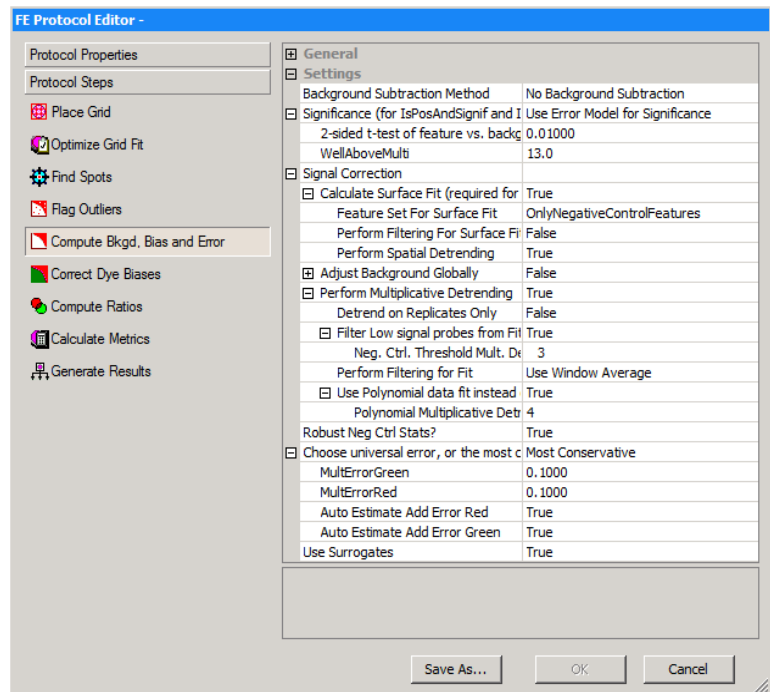 FE Protocol Editor -
Protocol Properties
Protocol Steps
Place Grid
Optimize Grid Fit
Find Spots
Flag Outliers
Compute Bkgd, Bias and Error
Correct Dye Biases
Compute Ratios
Calculate Metrics
Generate Results
General
Settings
Background Subtraction Method No Background Subtraction
Significance (for IsPosAndSignif and I Use Error Model for Significance
2-sided t-test of feature vs. backg 0.01000
WellAboveMulti 13.0
Signal Correction
Calculate Surface Fit (required for True
Feature Set For Surface Fit OnlyNegativeControlFeatures
Perform Filtering For Surface Fi False
Perform Spatial Detrending True
Adjust Background Globally False
Perform Multiplicative Detrending True
Detrend on Replicates Only False
Filter Low signal probes from Fit True
Neg. Ctrl. Threshold Mult. De 3
Perform Filtering for Fit Use Window Average
Use Polynomial data fit instead True
Polynomial Multiplicative Detr 4
Robust Neg Ctrl Stats? True
Choose universal error, or the most c Most Conservative
MultErrorGreen 0.1000
MultErrorRed 0.1000
Auto Estimate Add Error Red True
Auto Estimate Add Error Green True
Use Surrogates True
Save As... OK Cancel